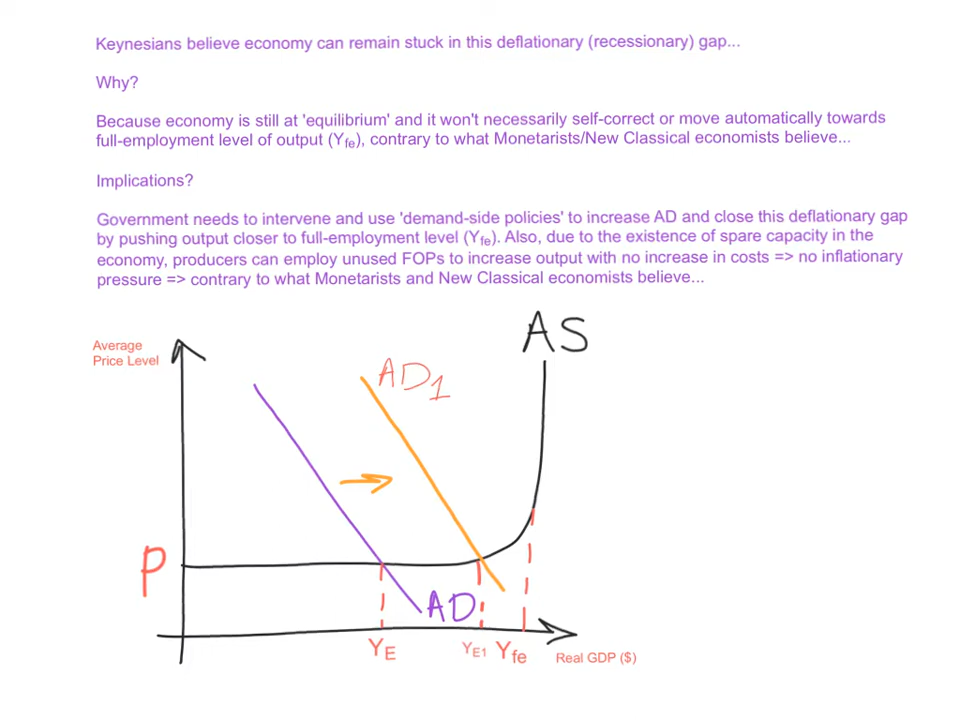 Keynesians believe economy can remain stuck in this deflationary (recessionary) gap...
Why?
Because economy is still at 'equilibrium' and it won't necessarily self-correct or move automatically towards
full-employment level of output (Yfe), contrary to what Monetarists/New Classical economists believe...
Implications?
Government needs to intervene and use 'demand-side policies' to increase AD and close this deflationary gap
by pushing output closer to full-employment level (Yfe). Also, due to the existence of spare capacity in the
economy, producers can employ unused FOPs to increase output with no increase in costs => no inflationary
pressure => contrary to what Monetarists and New Classical economists believe...
AS
Average
Price Level
AD1
P
AD
YE
YE1
Yfe
Real GDP ($)